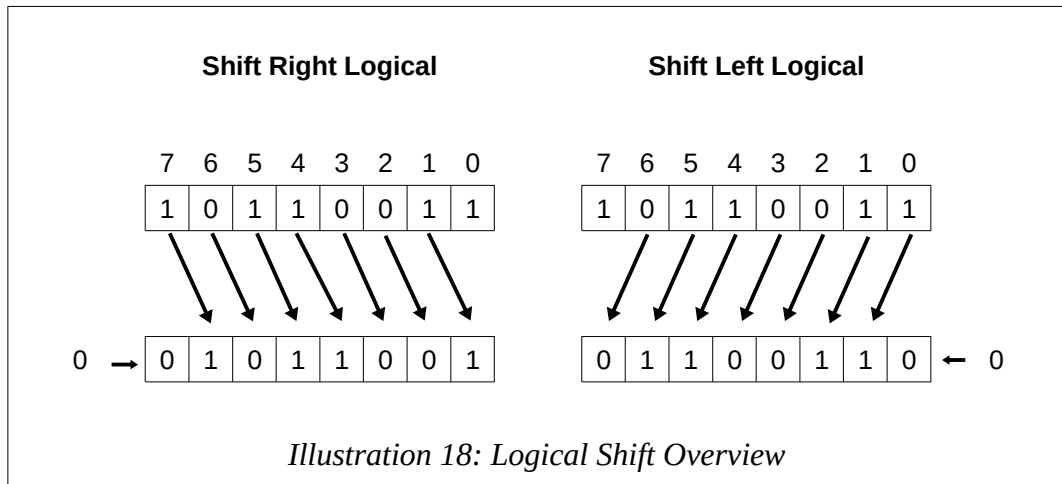 Shift Right Logical Shift Left Logical
7 6 5 4 3 2 1 0 7 6 5 4 3 2 1 0
1 0 1 1 0 0 1 1 1 0 1 1 0 0 1 1
0 0 1 0 1 1 0 0 1 0 1 1 0 0 1 1 0 0
Illustration 18: Logical Shift Overview